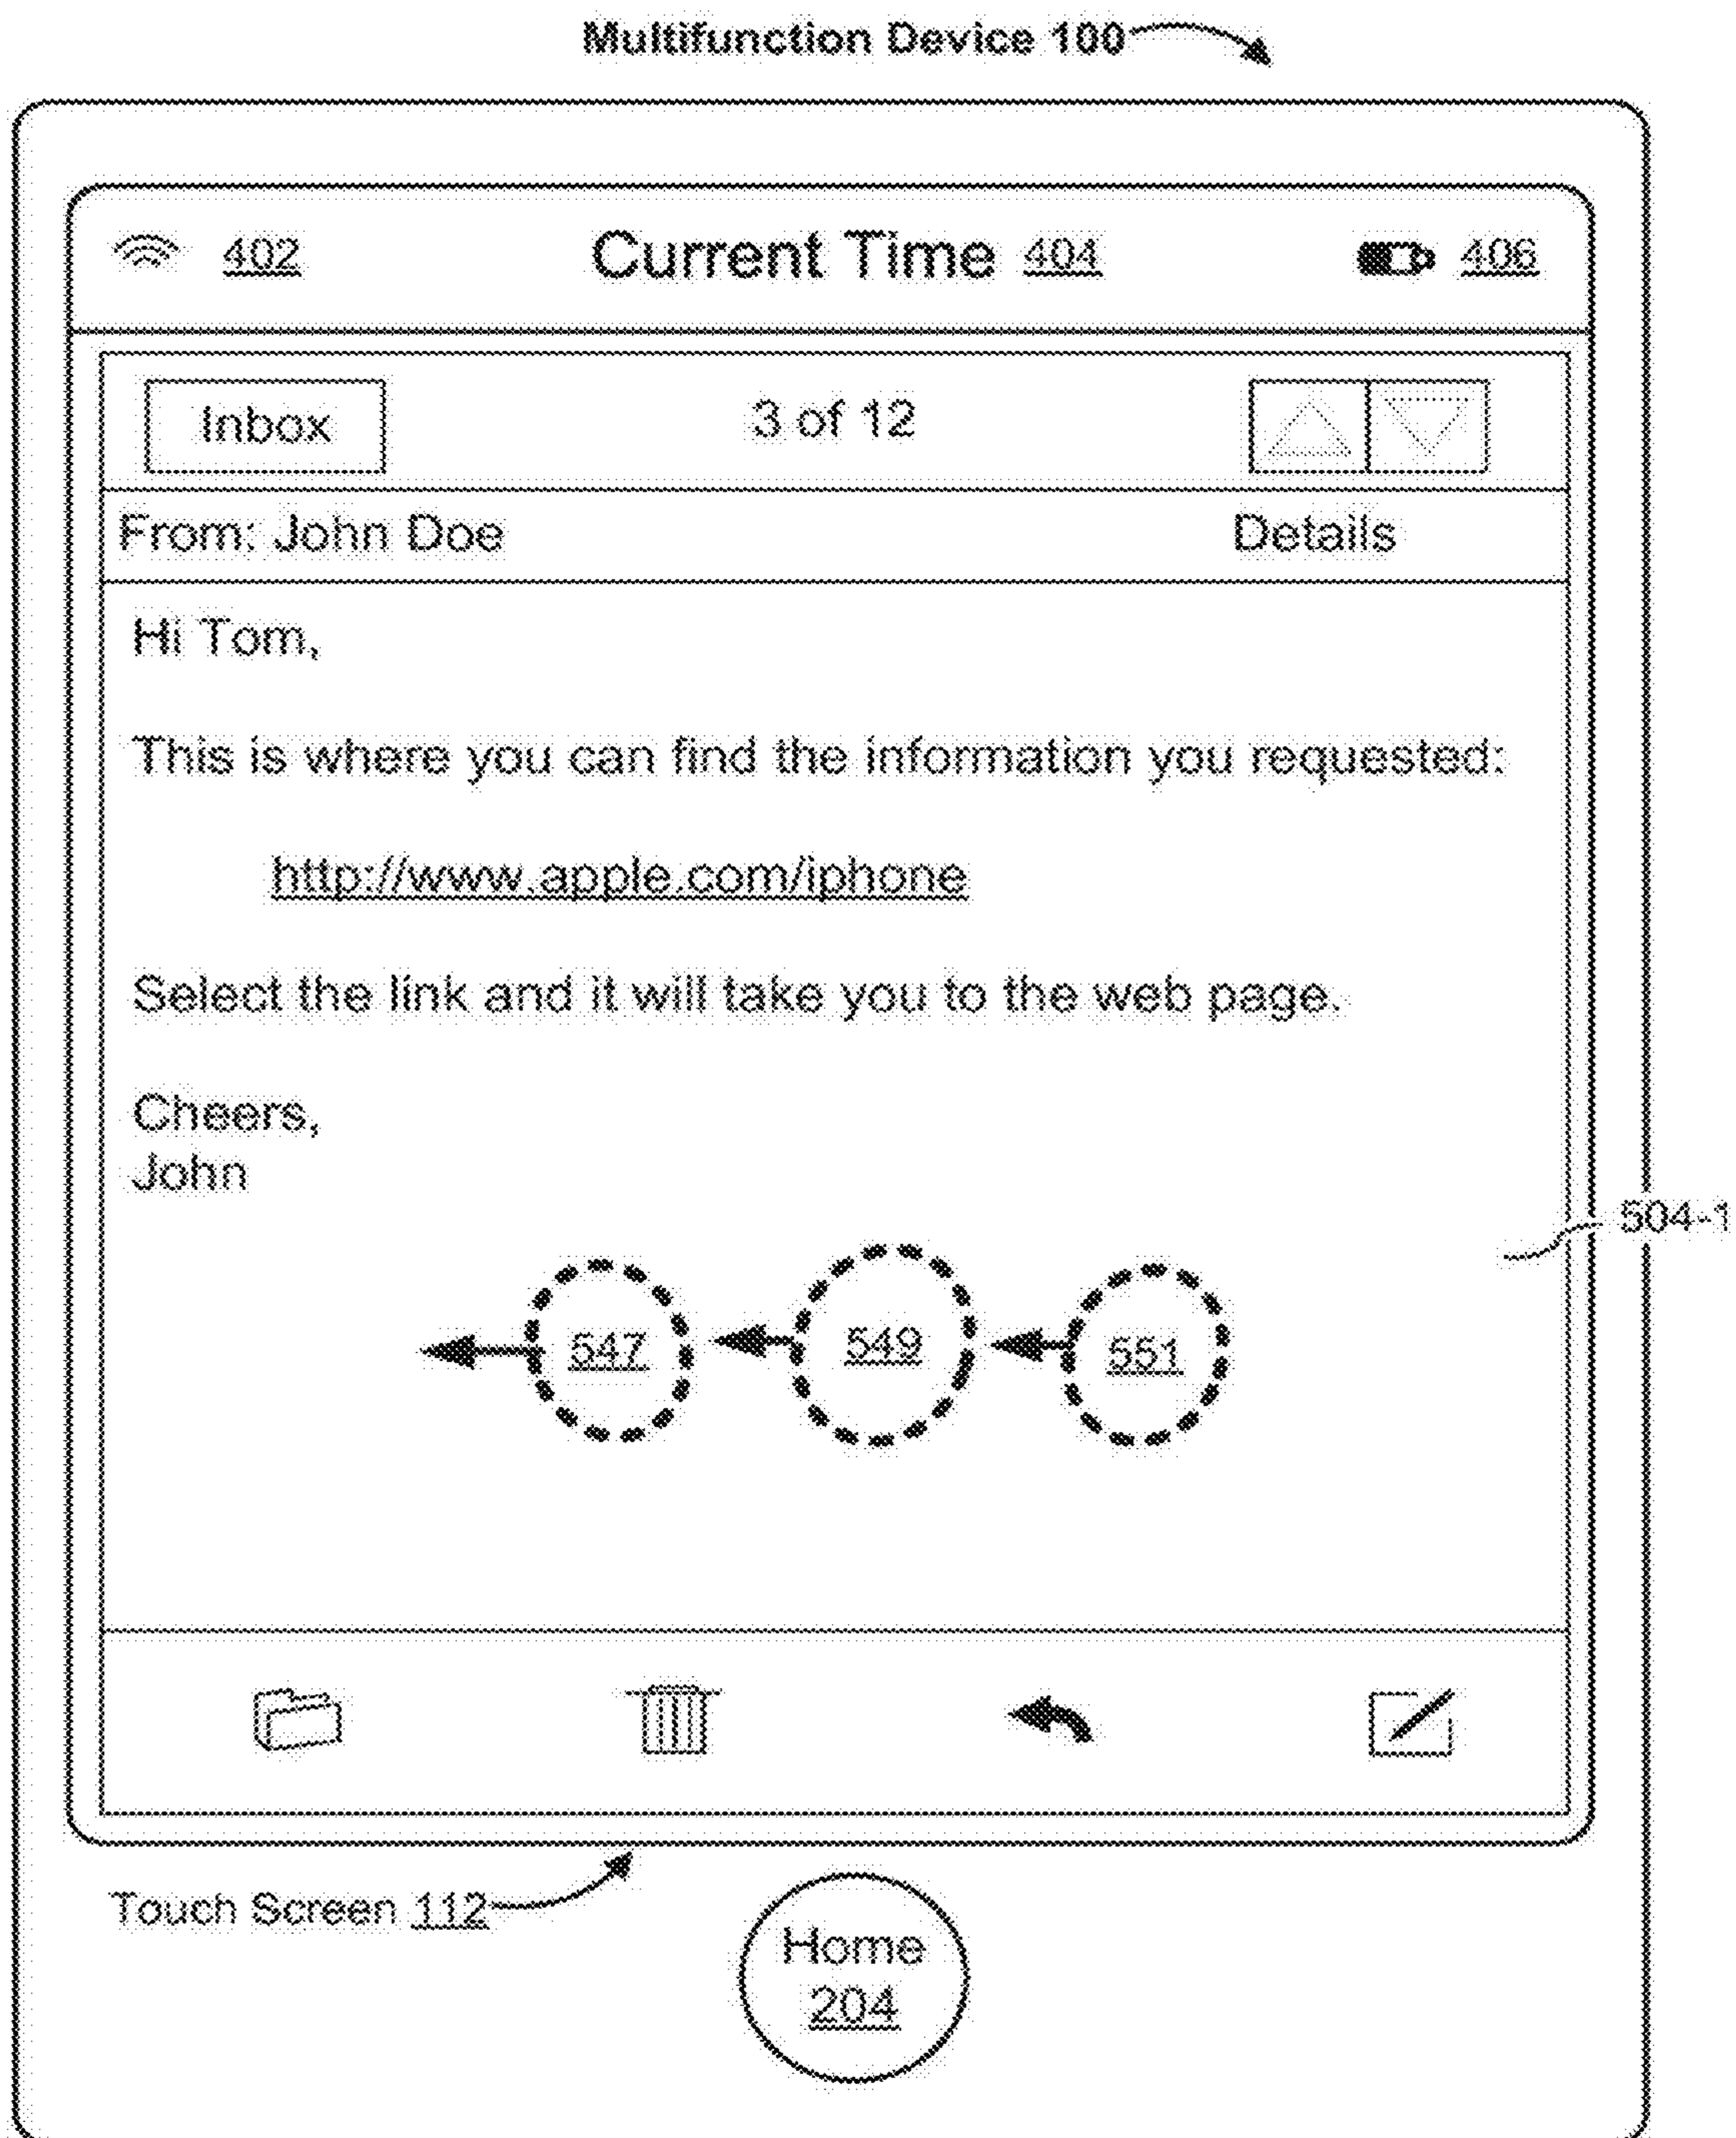 Multifunction Device 100
402 Current Time 404 406
Inbox 3 of 12
From: John Doe Details
Hi Tom,
This is where you can find the information you requested:
http://www.apple.com/iphone
Select the link and it will take you to the web page.
Cheers,
John
504-1
547 549 551
Touch Screen 112
Home
204